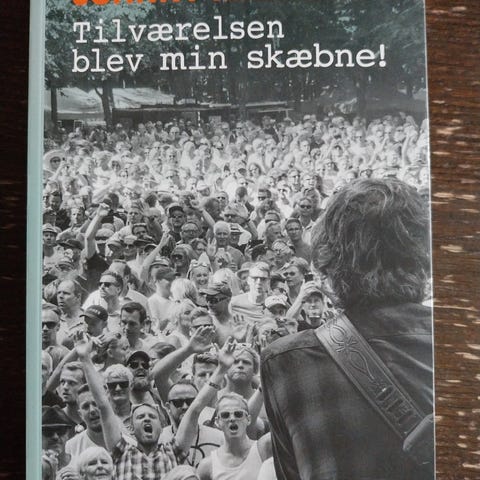 Tilværelsen
blev min skæbne!